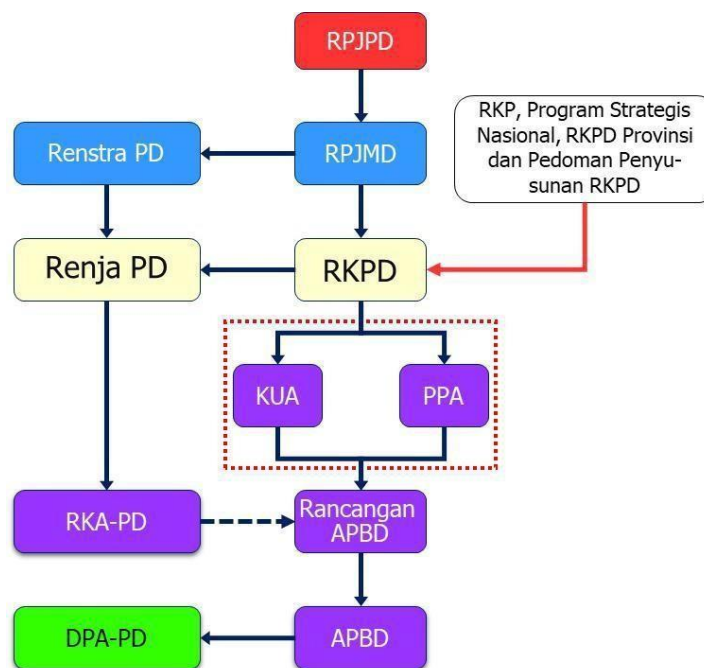 RPJPD
RKP, Program Strategis
Nasional, RKPD Provinsi
dan Pedoman Penyu-
sunan RKPD
Renstra PD
RPJMD
Renja PD
RKPD
KUA
PPA
RKA-PD
Rancangan
APBD
DPA-PD
APBD